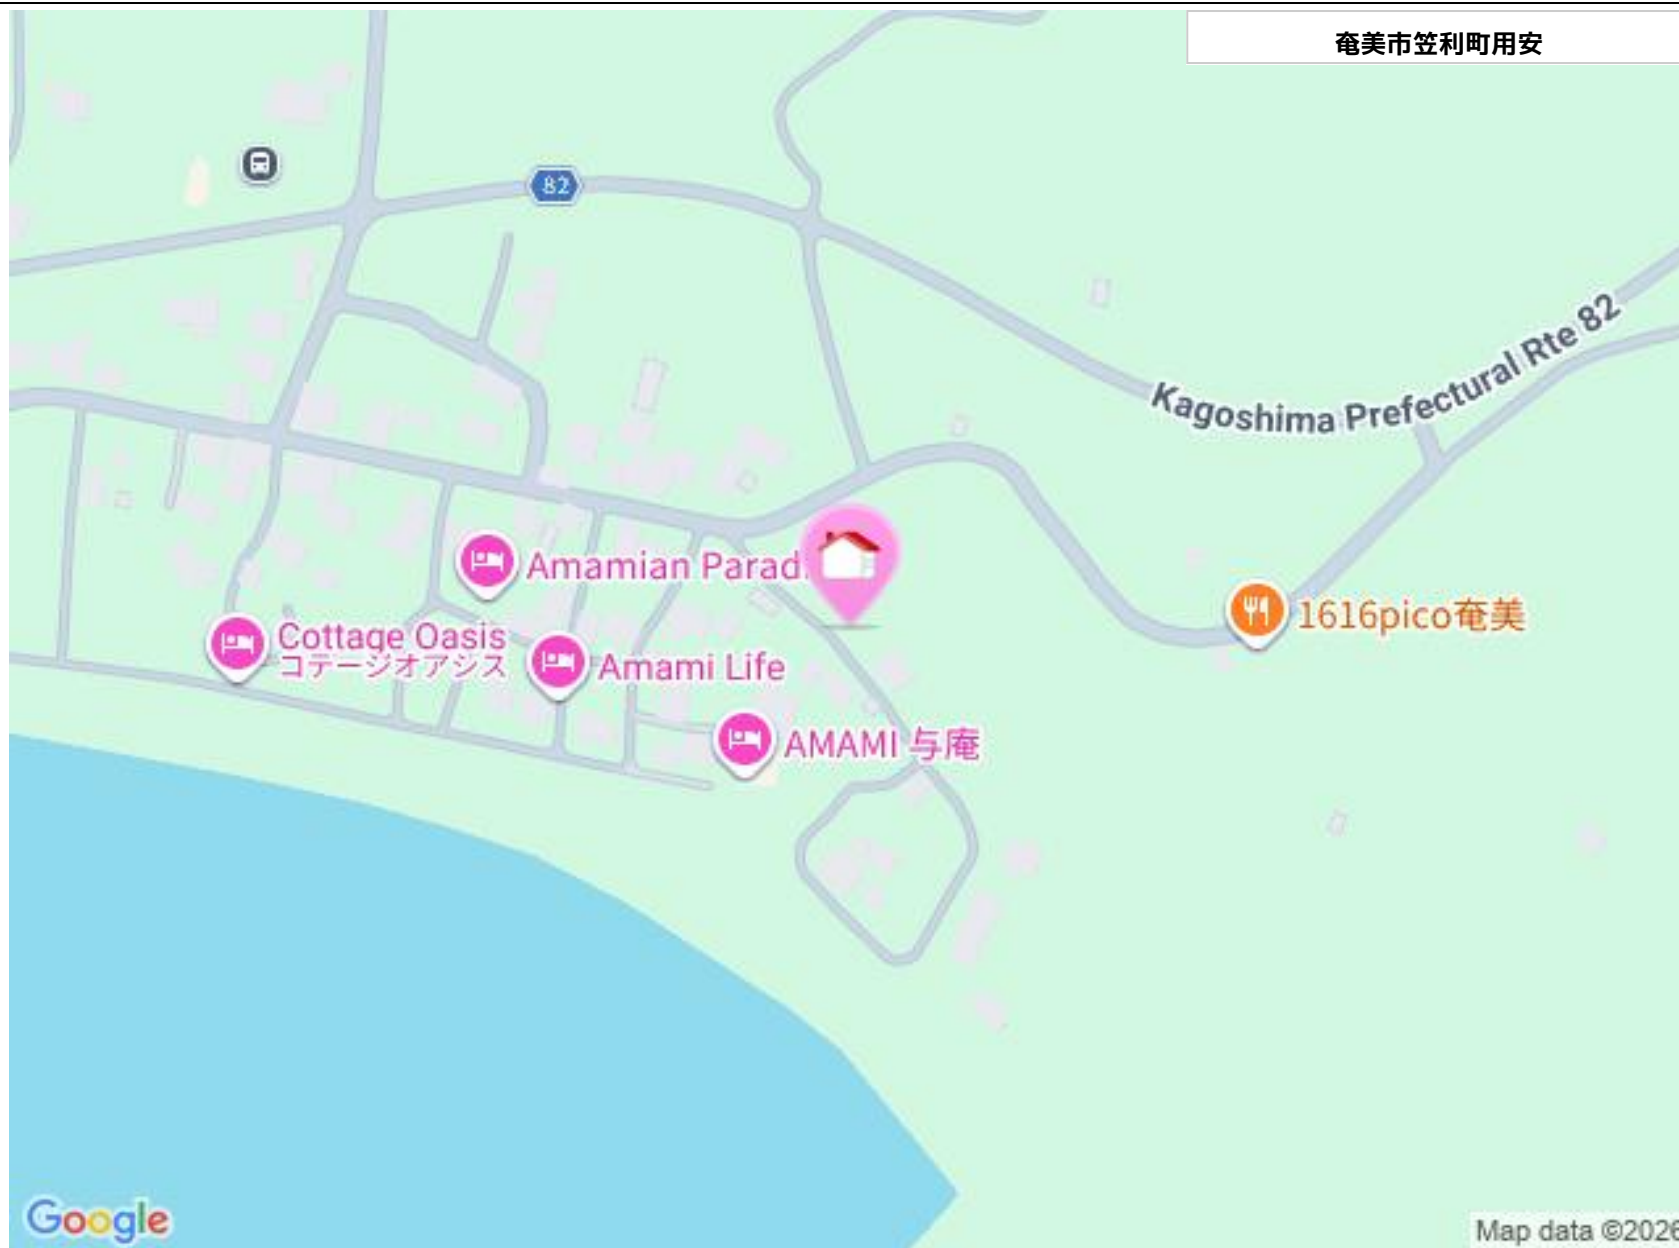 奄美市笠利町用安
82
Kagoshima Prefectural Rte 82
Amamian Parad
1616pico奄美
Cottage Oasis
コテージオアシス
Amami Life
AMAMI 与庵
Google
Map data ©2026